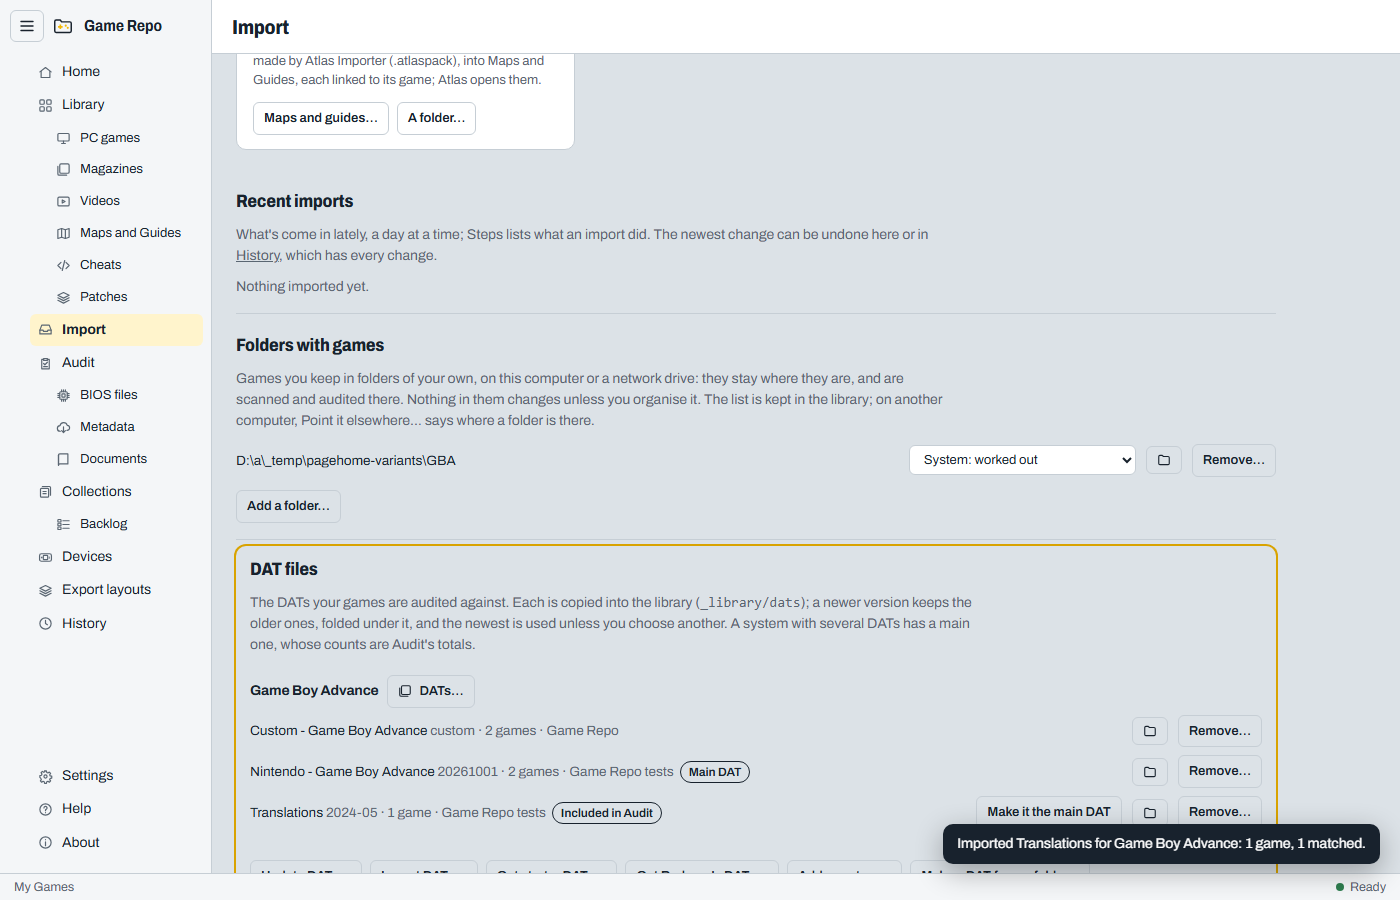 Game Repo
Import
Home
Library
PC games
Magazines
Videos
Maps and Guides
Cheats
Patches
Import
Audit
BIOS files
Metadata
Documents
Collections
Backlog
Devices
Export layouts
History
Settings
Help
About
made by Atlas Importer (.atlaspack), into Maps and
Guides, each linked to its game; Atlas opens them.
Maps and guides... A folder...
Recent imports
What's come in lately, a day at a time; Steps lists what an import did. The newest change can be undone here or in
History, which has every change.
Nothing imported yet.
Folders with games
Games you keep in folders of your own, on this computer or a network drive: they stay where they are, and are
scanned and audited there. Nothing in them changes unless you organise it. The list is kept in the library; on another
computer, Point it elsewhere... says where a folder is there.
D:\a\_temp\pagehome-variants\GBA System: worked out Remove...
Add a folder...
DAT files
The DATs your games are audited against. Each is copied into the library (_library/dats); a newer version keeps the
older ones, folded under it, and the newest is used unless you choose another. A system with several DATs has a main
one, whose counts are Audit's totals.
Game Boy Advance DATs...
Custom - Game Boy Advance custom · 2 games · Game Repo Remove...
Nintendo - Game Boy Advance 20261001 · 2 games · Game Repo tests Main DAT Remove...
Translations 2024-05 · 1 game · Game Repo tests Included in Audit Make it the main DAT Remove...
Imported Translations for Game Boy Advance: 1 game, 1 matched.
My Games Ready